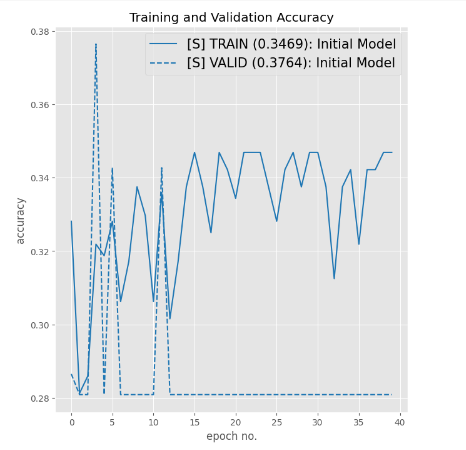 Training and Validation Accuracy
[S] TRAIN (0.3469): Initial Model
[S] VALID (0.3764): Initial Model
accuracy
0.38
0.36
0.34
0.32
0.30
0.28
0 5 10 15 20 25 30 35 40
epoch no.